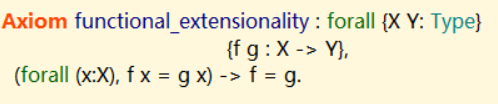 Axiom functional_extensionality : forall {X Y: Type}
{f g : X -> Y},
(forall (x:X), f x = g x) -> f = g.